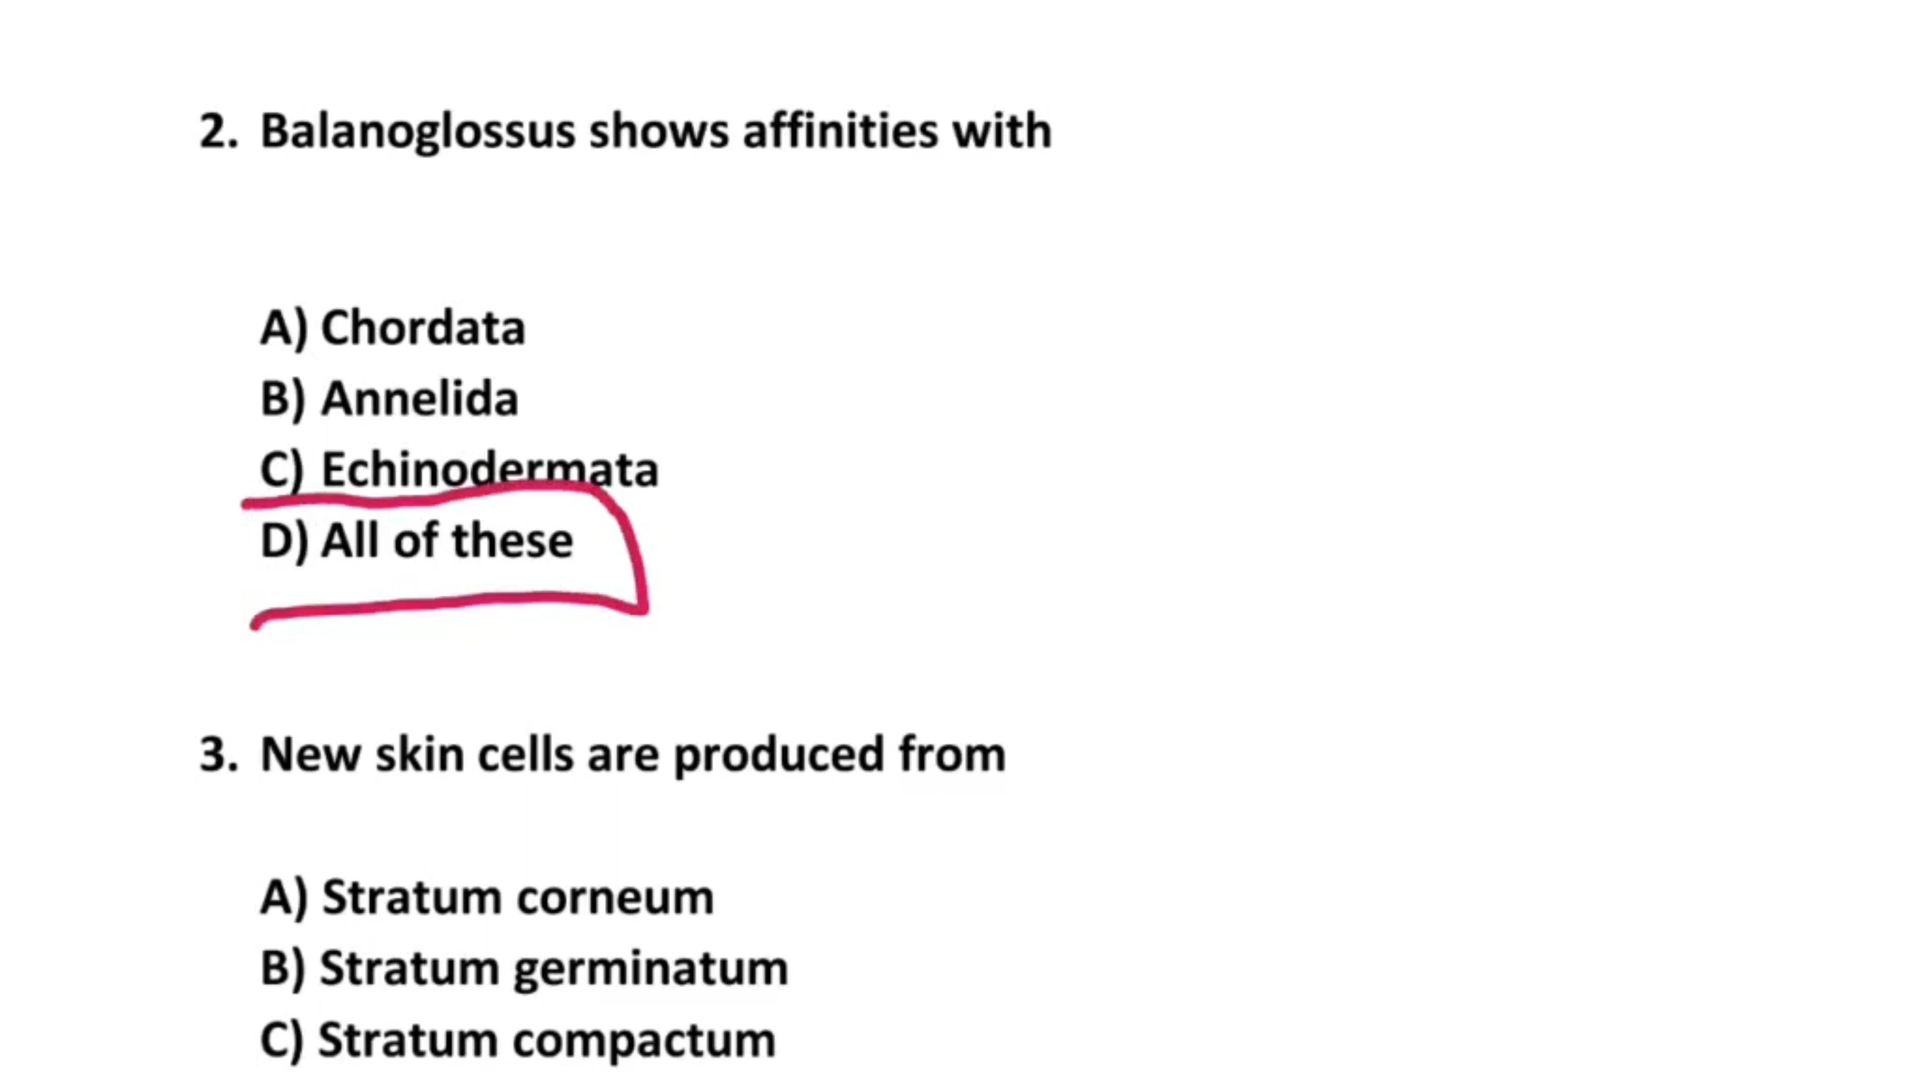 2. Balanoglossus shows affinities with
A) Chordata
B) Annelida
C) Echinodermata
D) All of these
3. New skin cells are produced from
A) Stratum corneum
B) Stratum germinatum
C) Stratum compactum